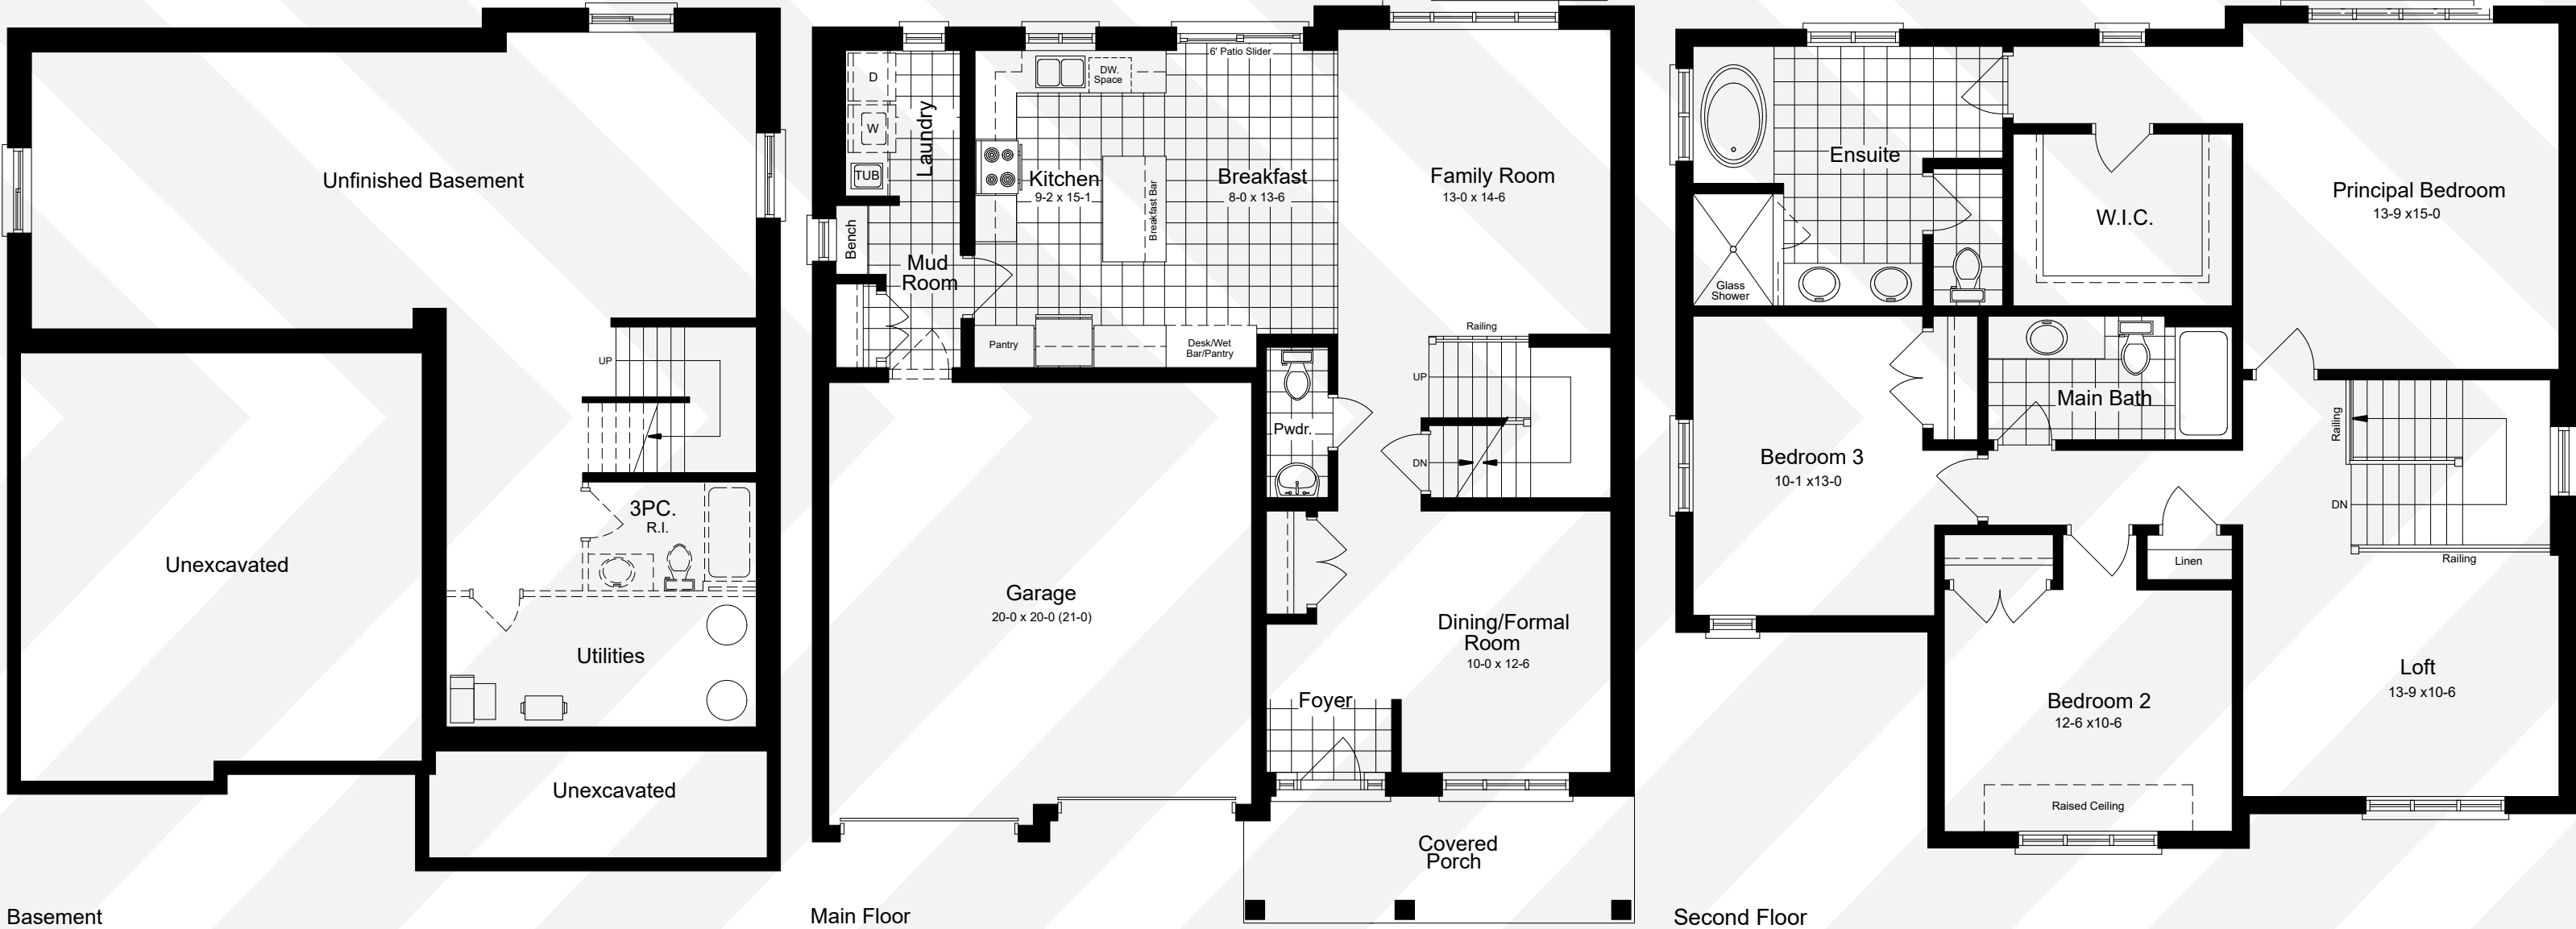 Unfinished Basement
UP
3PC.
R.I.
Unexcavated
Utilities
Unexcavated
Basement
6' Patio Slider
D
DW.
Space
W
Laundry
TUB
Kitchen
9-2 x 15-1
Breakfast Bar
Breakfast
8-0 x 13-6
Family Room
13-0 x 14-6
Bench
Mud
Room
Pantry
Desk/Wet
Bar/Pantry
Railing
UP
Pwdr.
DN
Garage
20-0 x 20-0 (21-0)
Dining/Formal
Room
10-0 x 12-6
Foyer
Covered
Porch
Main Floor
Ensuite
Glass
Shower
W.I.C.
Principal Bedroom
13-9 x15-0
Main Bath
Railing
Bedroom 3
10-1 x13-0
DN
Railing
Linen
Loft
13-9 x10-6
Bedroom 2
12-6 x10-6
Raised Ceiling
Second Floor